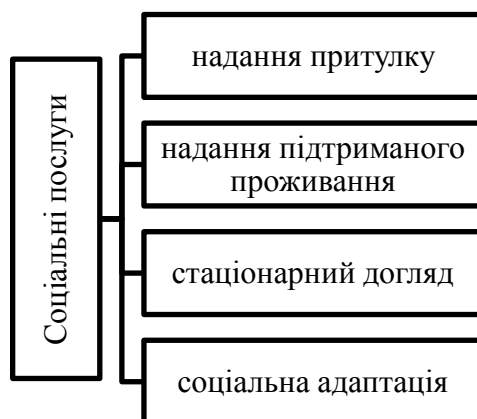 Соціальні послуги
надання притулку
надання підтриманого
проживання
стаціонарний догляд
соціальна адаптація